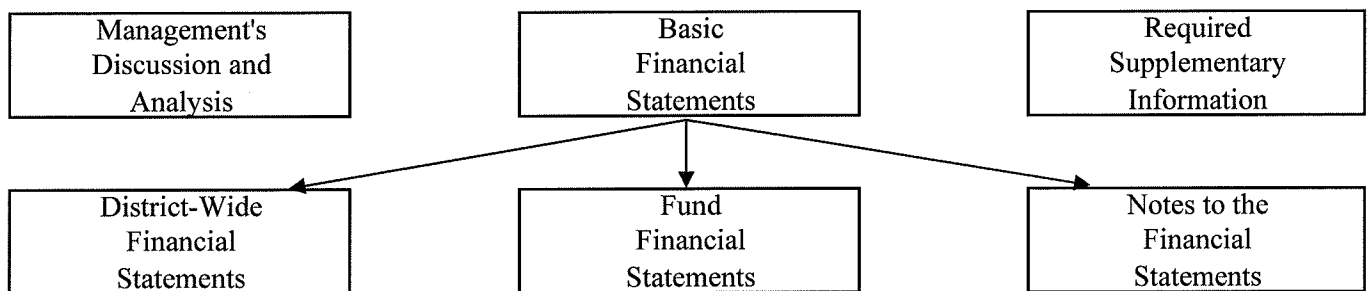 Management's
Discussion and
Analysis
Basic
Financial
Statements
Required
Supplementary
Information
District-Wide
Financial
Statements
Fund
Financial
Statements
Notes to the
Financial
Statements